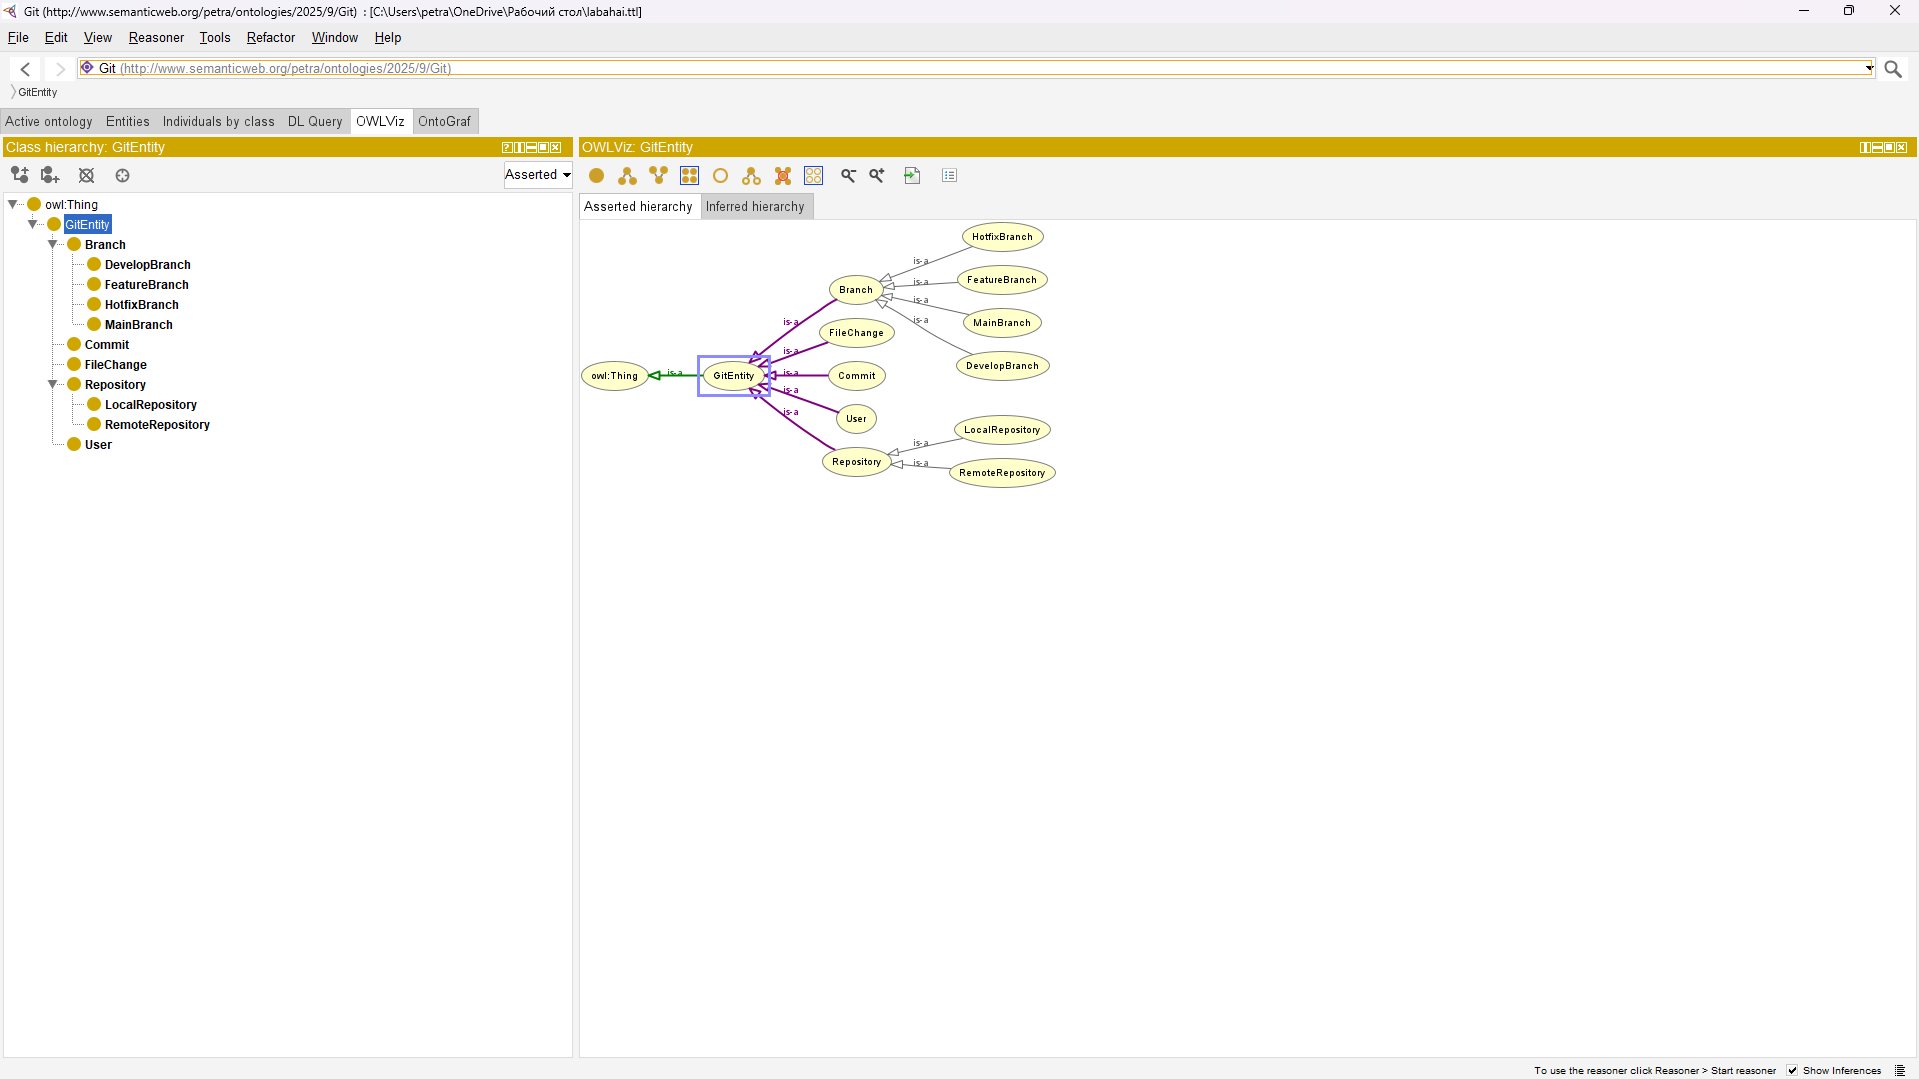 Git (http://www.semanticweb.org/petra/ontologies/2025/9/Git) : [C:\Users\petra\OneDrive\Рабочий стол\labahai.ttl]
File Edit View Reasoner Tools Refactor Window Help
Git (http://www.semanticweb.org/petra/ontologies/2025/9/Git)
GitEntity
Active ontology Entities Individuals by class DL Query OWLViz OntoGraf
Class hierarchy: GitEntity
Asserted
owl:Thing
GitEntity
Branch
DevelopBranch
FeatureBranch
HotfixBranch
MainBranch
Commit
FileChange
Repository
LocalRepository
RemoteRepository
User
OWLViz: GitEntity
Asserted hierarchy Inferred hierarchy
HotfixBranch
is-a
FeatureBranch
is-a
Branch
is-a
MainBranch
is-a
is-a
FileChange
is-a
DevelopBranch
owl:Thing
is-a
GitEntity
is-a
Commit
is-a
User
is-a
LocalRepository
is-a
Repository
is-a
RemoteRepository
To use the reasoner click Reasoner > Start reasoner Show Inferences